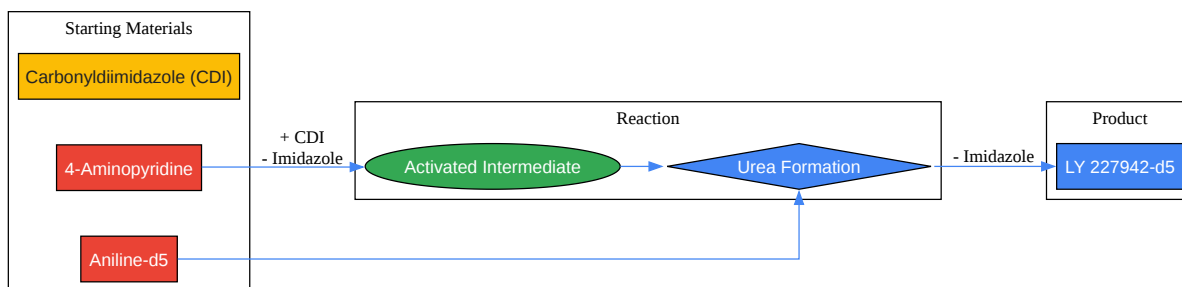 Starting Materials
Carbonyldiimidazole (CDI)
4-Aminopyridine
Aniline-d5
+ CDI
- Imidazole
Reaction
Activated Intermediate
Urea Formation
- Imidazole
Product
LY 227942-d5